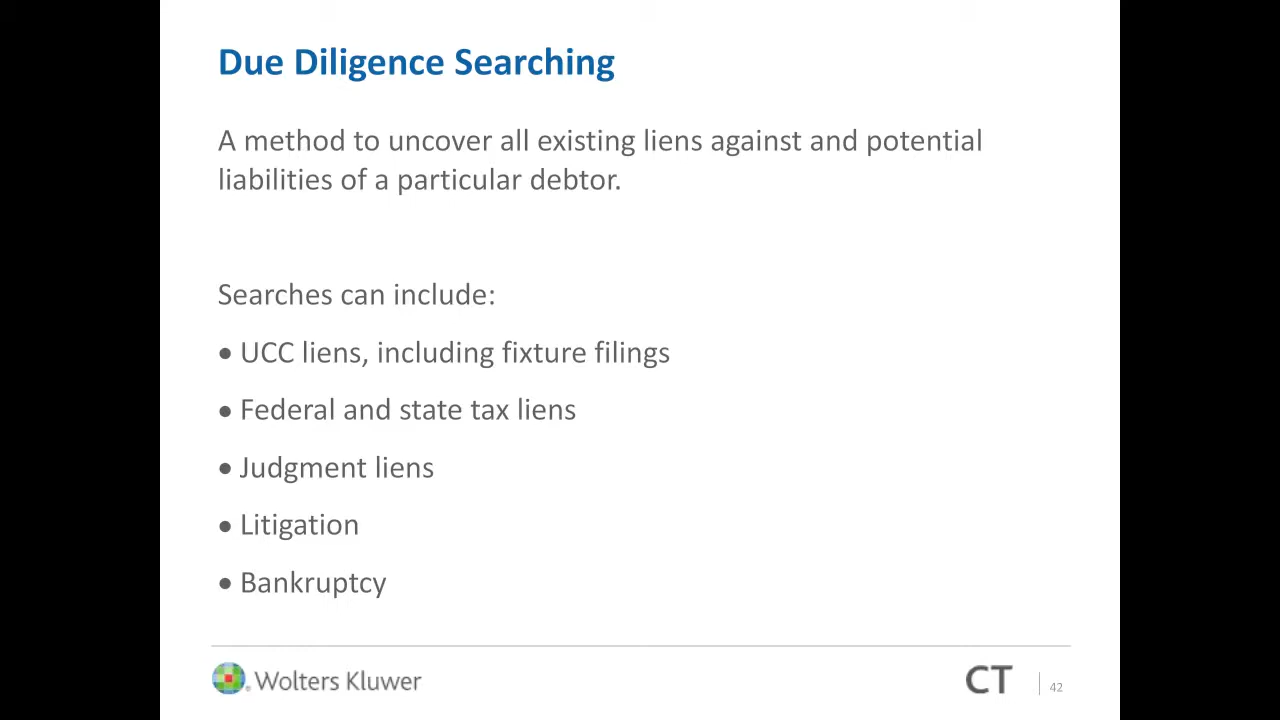 Due Diligence Searching
A method to uncover all existing liens against and potential
liabilities of a particular debtor.
Searches can include:
• UCC liens, including fixture filings
• Federal and state tax liens
• Judgment liens
• Litigation
• Bankruptcy
Wolters Kluwer
CT
42